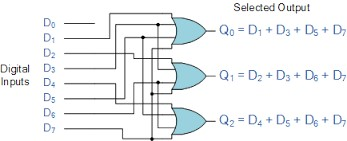 Selected Output
D₀
D₁
D₂
D₃
D₄
D₅
D₆
D₇
Digital
Inputs
Q₀ = D₁ + D₃ + D₅ + D₇
Q₁ = D₂ + D₃ + D₆ + D₇
Q₂ = D₄ + D₅ + D₆ + D₇